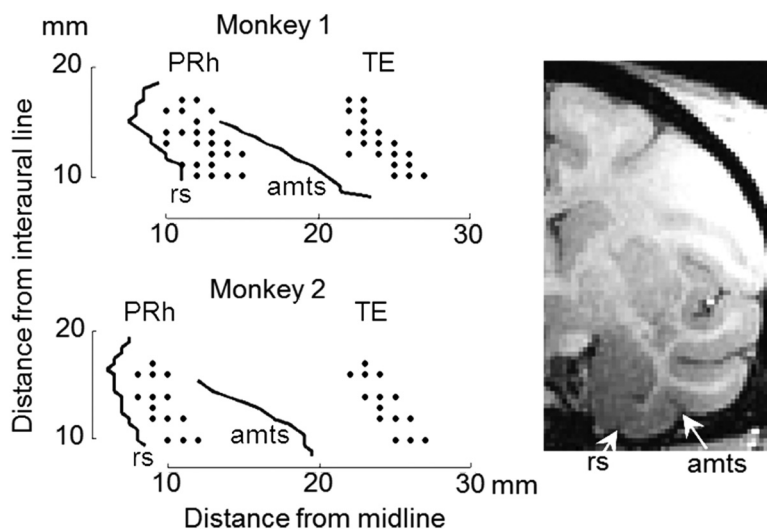 mm Monkey 1
20 PRh TE
10
rs amts
10 20 30
Distance from interaural line
Monkey 2
20 PRh TE
10
rs amts
10 20 30 mm
Distance from midline
rs amts